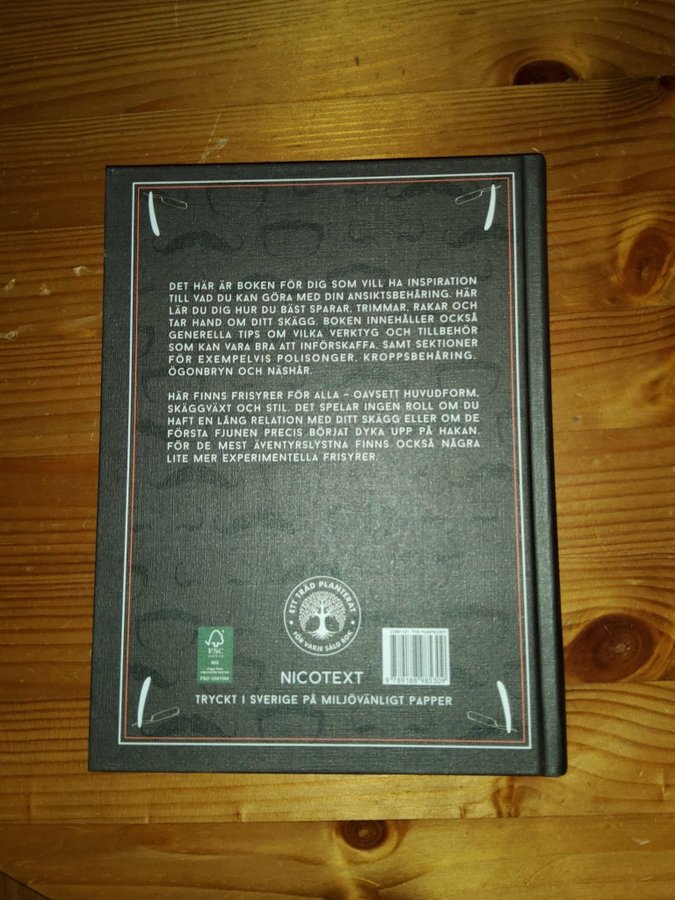 DET HÄR ÄR BOKEN FÖR DIG SOM VILL HA INSPIRATION
TILL VAD DU KAN GÖRA MED DIN ANSIKTSBEHÅRING. HÄR
LÄR DU DIG HUR DU BÄST SPARAR, TRIMMAR, RAKAR OCH
TAR HAND OM DITT SKÄGG. BOKEN INNEHÅLLER OCKSÅ
GENERELLA TIPS OM VILKA VERKTYG OCH TILLBEHÖR
SOM KAN VARA BRA ATT INFÖRSKAFFA, SAMT SEKTIONER
FÖR EXEMPELVIS POLISONGER, KROPPSBEHÅRING,
ÖGONBRYN OCH NÄSHÅR.
HÄR FINNS FRISYRER FÖR ALLA – OAVSETT HUVUDFORM,
SKÄGGVÄXT OCH STIL. DET SPELAR INGEN ROLL OM DU
HAFT EN LÅNG RELATION MED DITT SKÄGG ELLER OM DE
FÖRSTA FJUNEN PRECIS BÖRJAT DYKA UPP PÅ HAKAN.
FÖR DE MEST ÄVENTYRSLYSTNA FINNS OCKSÅ NÅGRA
LITE MER EXPERIMENTELLA FRISYRER.
ETT TRÄD PLANTERAT
FÖR VARJE SÅLD BOK
FSC
MIX
9 789188 985309
NICOTEXT
TRYCKT I SVERIGE PÅ MILJÖVÄNLIGT PAPPER